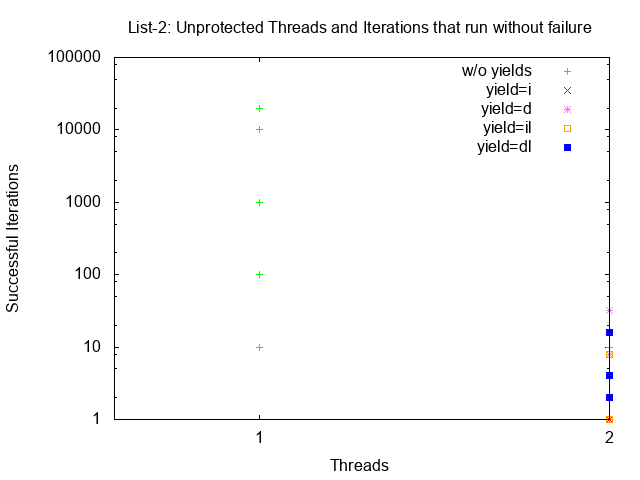 List-2: Unprotected Threads and Iterations that run without failure
100000
10000
1000
100
10
1
Successful Iterations
w/o yields
yield=i
yield=d
yield=il
yield=dl
1
2
Threads